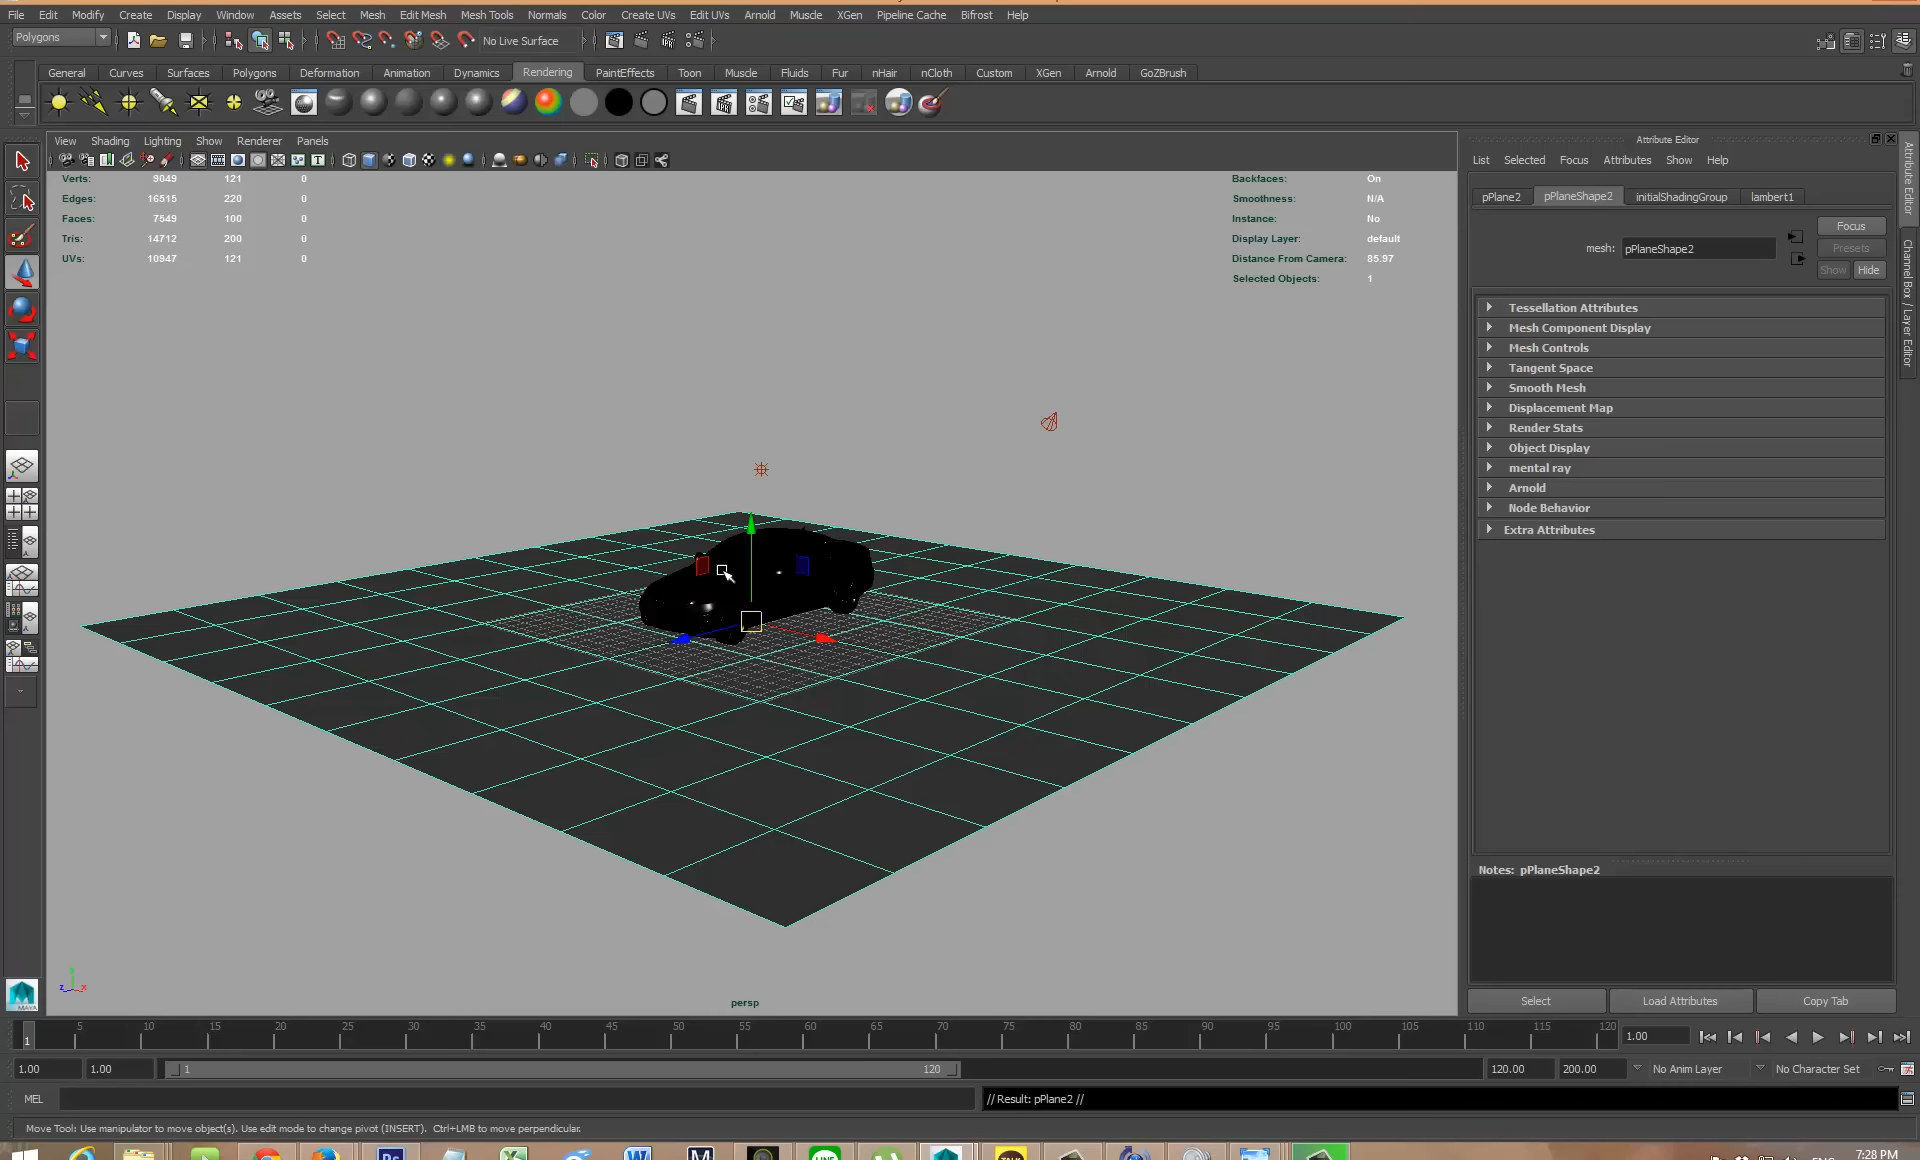 File Edit Modify Create Display Window Assets Select Mesh Edit Mesh Mesh Tools Normals Color Create UVs Edit UVs Arnold Muscle XGen Pipeline Cache Bifrost Help
Polygons No Live Surface
General Curves Surfaces Polygons Deformation Animation Dynamics Rendering PaintEffects Toon Muscle Fluids Fur nHair nCloth Custom XGen Arnold GoZBrush
View Shading Lighting Show Renderer Panels
Verts: 9049 121 0
Edges: 16515 220 0
Faces: 7549 100 0
Tris: 14712 200 0
UVs: 10947 121 0
Backfaces: On
Smoothness: N/A
Instance: No
Display Layer: default
Distance From Camera: 85.97
Selected Objects: 1
persp
Attribute Editor
List Selected Focus Attributes Show Help
pPlane2 pPlaneShape2 initialShadingGroup lambert1
Focus
mesh: pPlaneShape2 Presets
Show Hide
Tessellation Attributes
Mesh Component Display
Mesh Controls
Tangent Space
Smooth Mesh
Displacement Map
Render Stats
Object Display
mental ray
Arnold
Node Behavior
Extra Attributes
Notes: pPlaneShape2
Select Load Attributes Copy Tab
Attribute Editor
Channel Box / Layer Editor
1 5 10 15 20 25 30 35 40 45 50 55 60 65 70 75 80 85 90 95 100 105 110 115 120 1.00
1.00 1.00 1 120 120.00 200.00 No Anim Layer No Character Set
MEL // Result: pPlane2 //
Move Tool: Use manipulator to move object(s). Use edit mode to change pivot (INSERT). Ctrl+LMB to move perpendicular.
7:28 PM